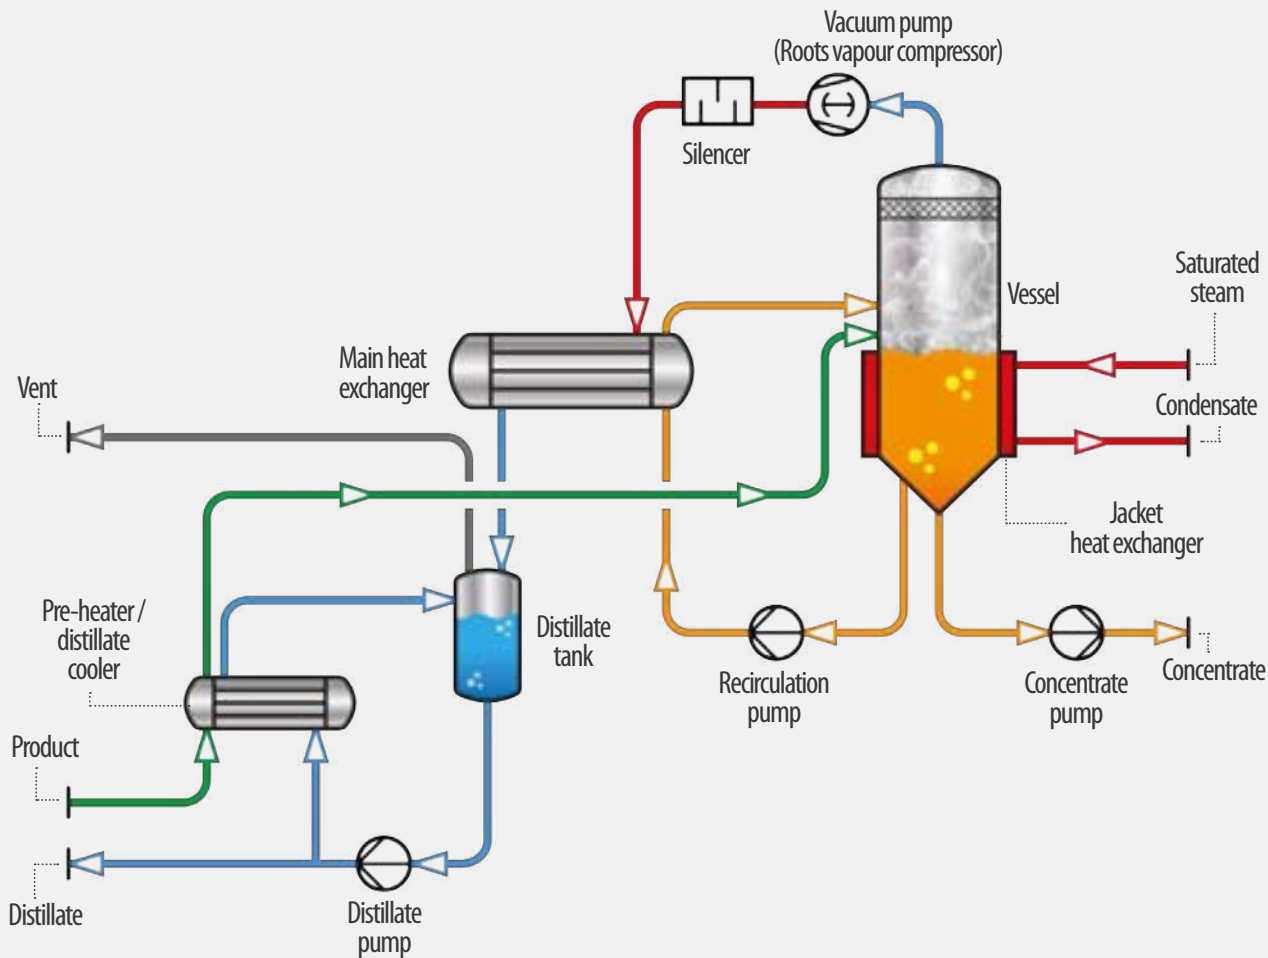 Vacuum pump
(Roots vapour compressor)
Silencer
Saturated
steam
Vessel
Main heat
exchanger
Vent
Condensate
Jacket
heat exchanger
Pre-heater /
distillate
cooler
Distillate
tank
Recirculation
pump
Concentrate
pump
Concentrate
Product
Distillate
Distillate
pump